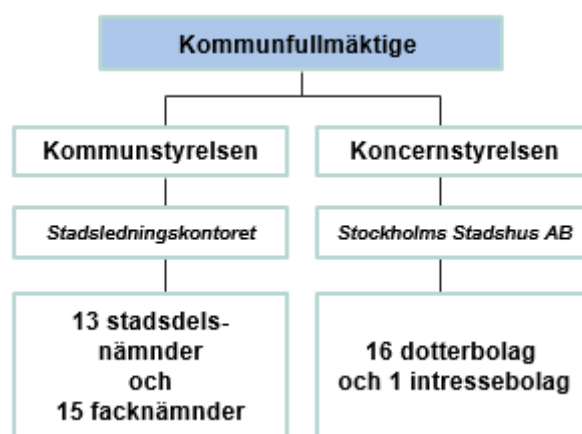 Kommunfullmäktige
Kommunstyrelsen
Koncernstyrelsen
Stadsledningskontoret
Stockholms Stadshus AB
13 stadsdels-
nämnder
och
15 facknämnder
16 dotterbolag
och 1 intressebolag